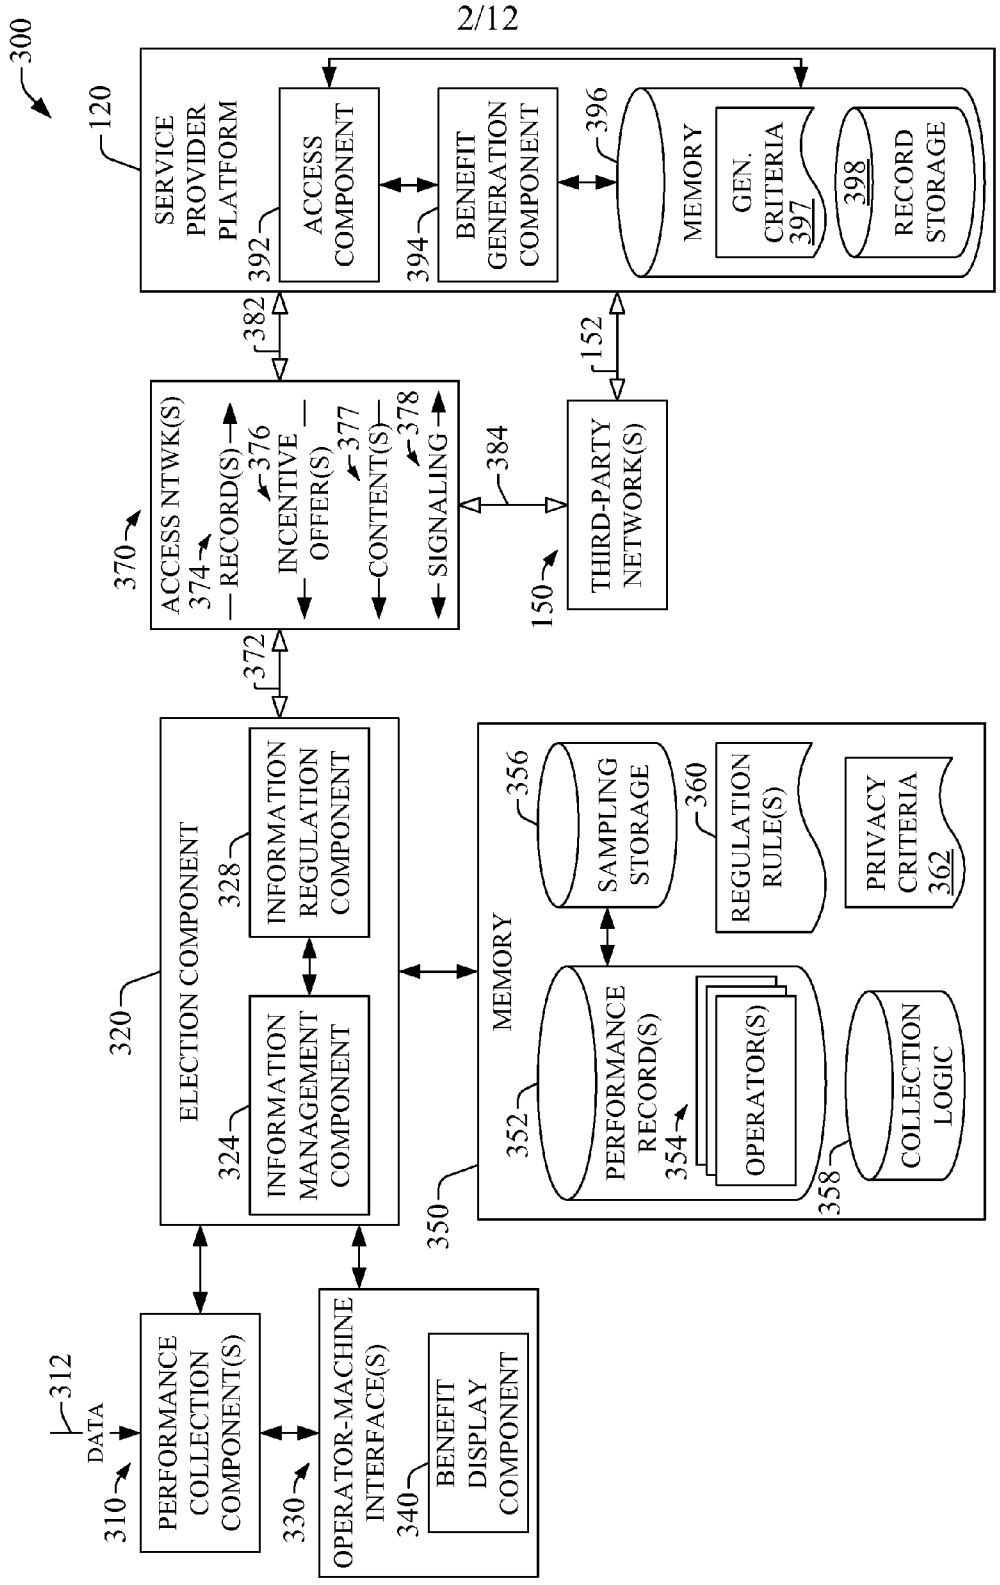 2/12
300
312
DATA
310
PERFORMANCE
COLLECTION
COMPONENT(S)
330
OPERATOR-MACHINE
INTERFACE(S)
340
BENEFIT
DISPLAY
COMPONENT
320
ELECTION COMPONENT
324
INFORMATION
MANAGEMENT
COMPONENT
328
INFORMATION
REGULATION
COMPONENT
350
MEMORY
352
PERFORMANCE
RECORD(S)
354
OPERATOR(S)
356
SAMPLING
STORAGE
358
COLLECTION
LOGIC
360
REGULATION
RULE(S)
PRIVACY
CRITERIA
362
372
370
ACCESS NTWK(S)
374
RECORD(S)
376
INCENTIVE
OFFER(S)
377
CONTENT(S)
378
SIGNALING
382
384
150
THIRD-PARTY
NETWORK(S)
152
120
SERVICE
PROVIDER
PLATFORM
392
ACCESS
COMPONENT
394
BENEFIT
GENERATION
COMPONENT
396
MEMORY
GEN.
CRITERIA
397
398
RECORD
STORAGE